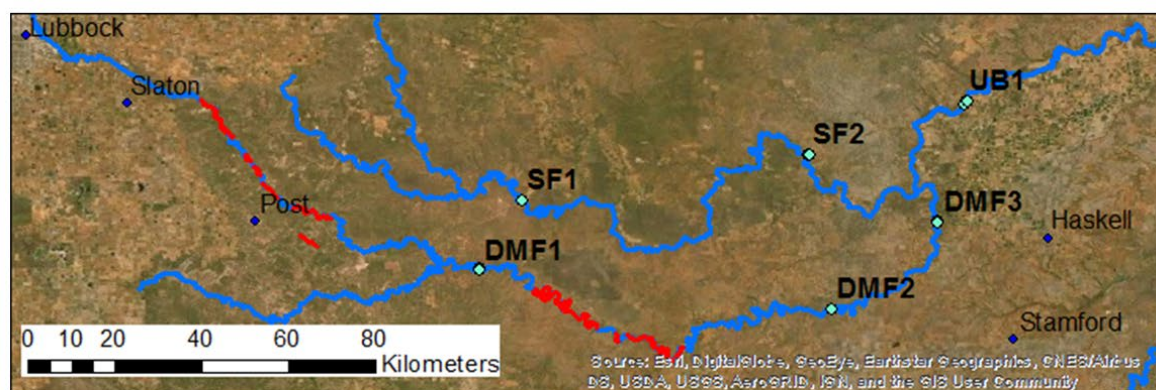 Lubbock
Slaton
UB1
SF2
SF1
Post
DMF3
Haskell
DMF1
DMF2
Stamford
0 10 20 40 60 80
Kilometers
Source: Esri, DigitalGlobe, GeoEye, Earthstar Geographics, CNES/Airbus
DS, USDA, USGS, AeroGRID, IGN, and the GIS User Community